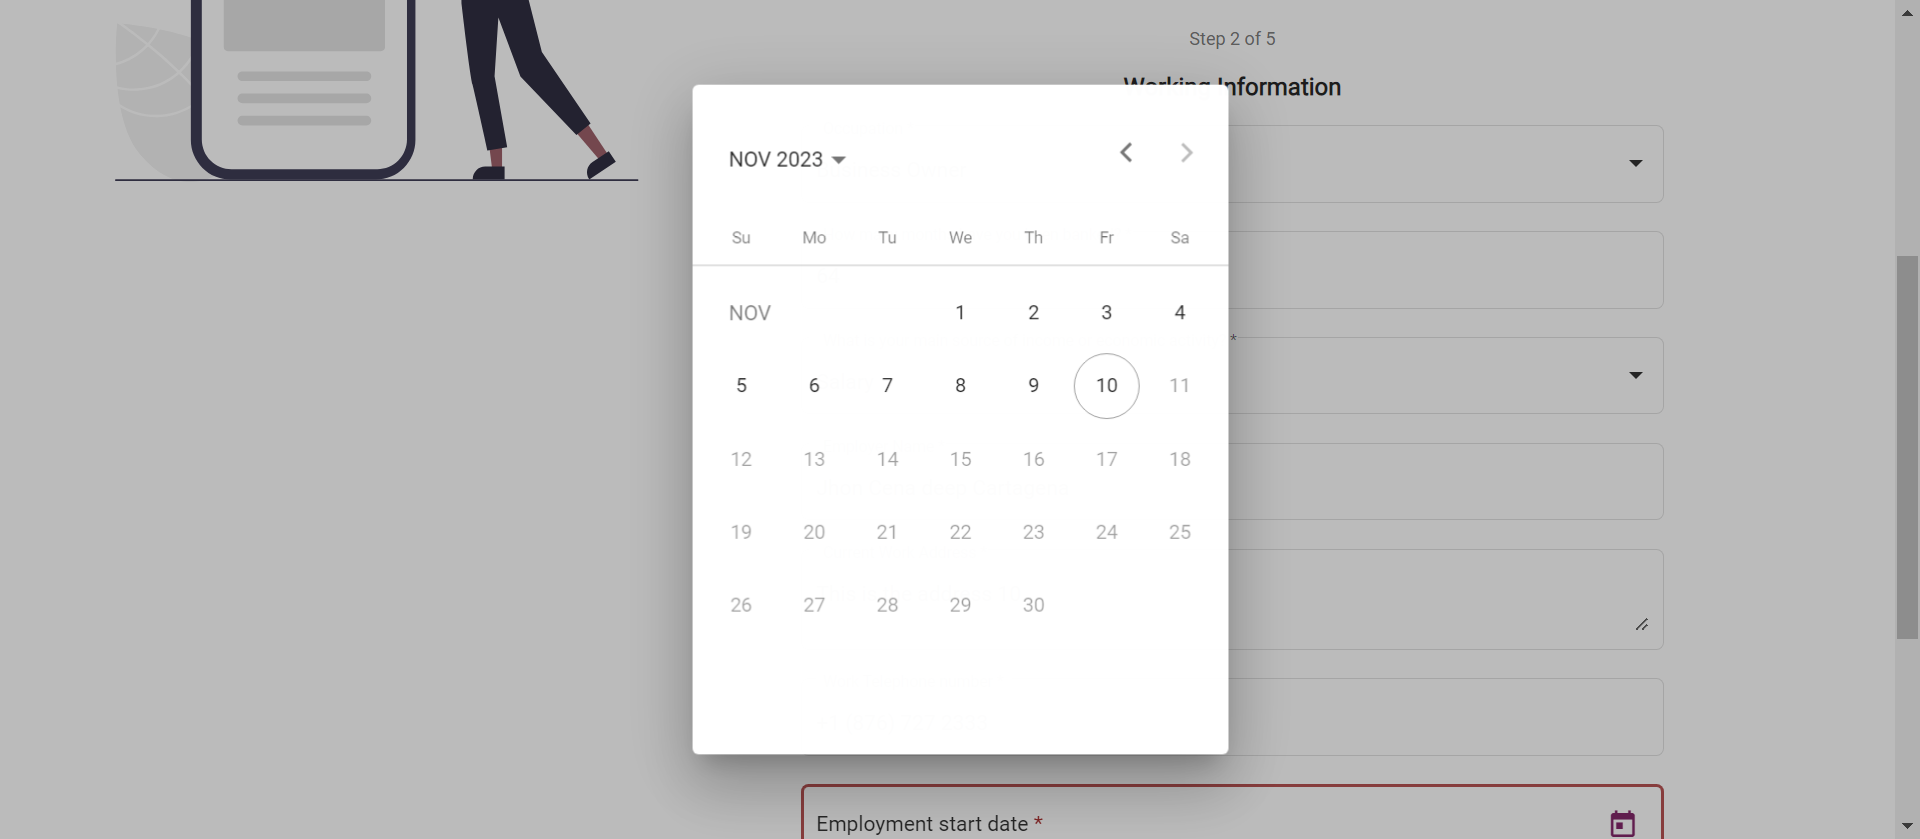 Step 2 of 5
Working Information
NOV 2023
Su Mo Tu We Th Fr Sa
NOV 1 2 3 4
5 6 7 8 9 10 11
12 13 14 15 16 17 18
19 20 21 22 23 24 25
26 27 28 29 30
*
Employment start date *